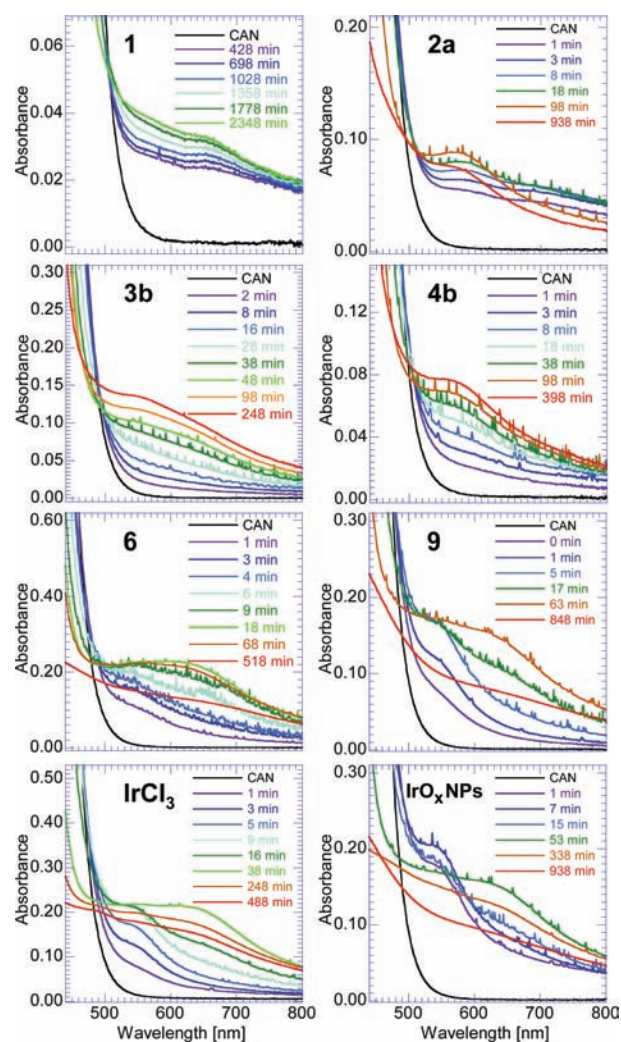 1
CAN
428 min
698 min
1028 min
1358 min
1778 min
2348 min
Absorbance
0.06
0.04
0.02
0.00
2a
CAN
1 min
3 min
8 min
18 min
98 min
938 min
Absorbance
0.20
0.10
0.00
3b
CAN
2 min
8 min
16 min
28 min
38 min
48 min
98 min
248 min
Absorbance
0.30
0.25
0.20
0.15
0.10
0.05
0.00
4b
CAN
1 min
3 min
8 min
18 min
38 min
98 min
398 min
Absorbance
0.12
0.08
0.04
0.00
6
CAN
1 min
3 min
4 min
6 min
9 min
18 min
68 min
518 min
Absorbance
0.60
0.40
0.20
0.00
9
CAN
0 min
1 min
5 min
17 min
63 min
848 min
Absorbance
0.30
0.20
0.10
0.00
IrCl3
CAN
1 min
3 min
5 min
9 min
16 min
38 min
248 min
488 min
Absorbance
0.50
0.40
0.30
0.20
0.10
0.00
500 600 700 800
Wavelength [nm]
IrOxNPs
CAN
1 min
7 min
15 min
53 min
338 min
938 min
Absorbance
0.30
0.20
0.10
0.00
500 600 700 800
Wavelength [nm]